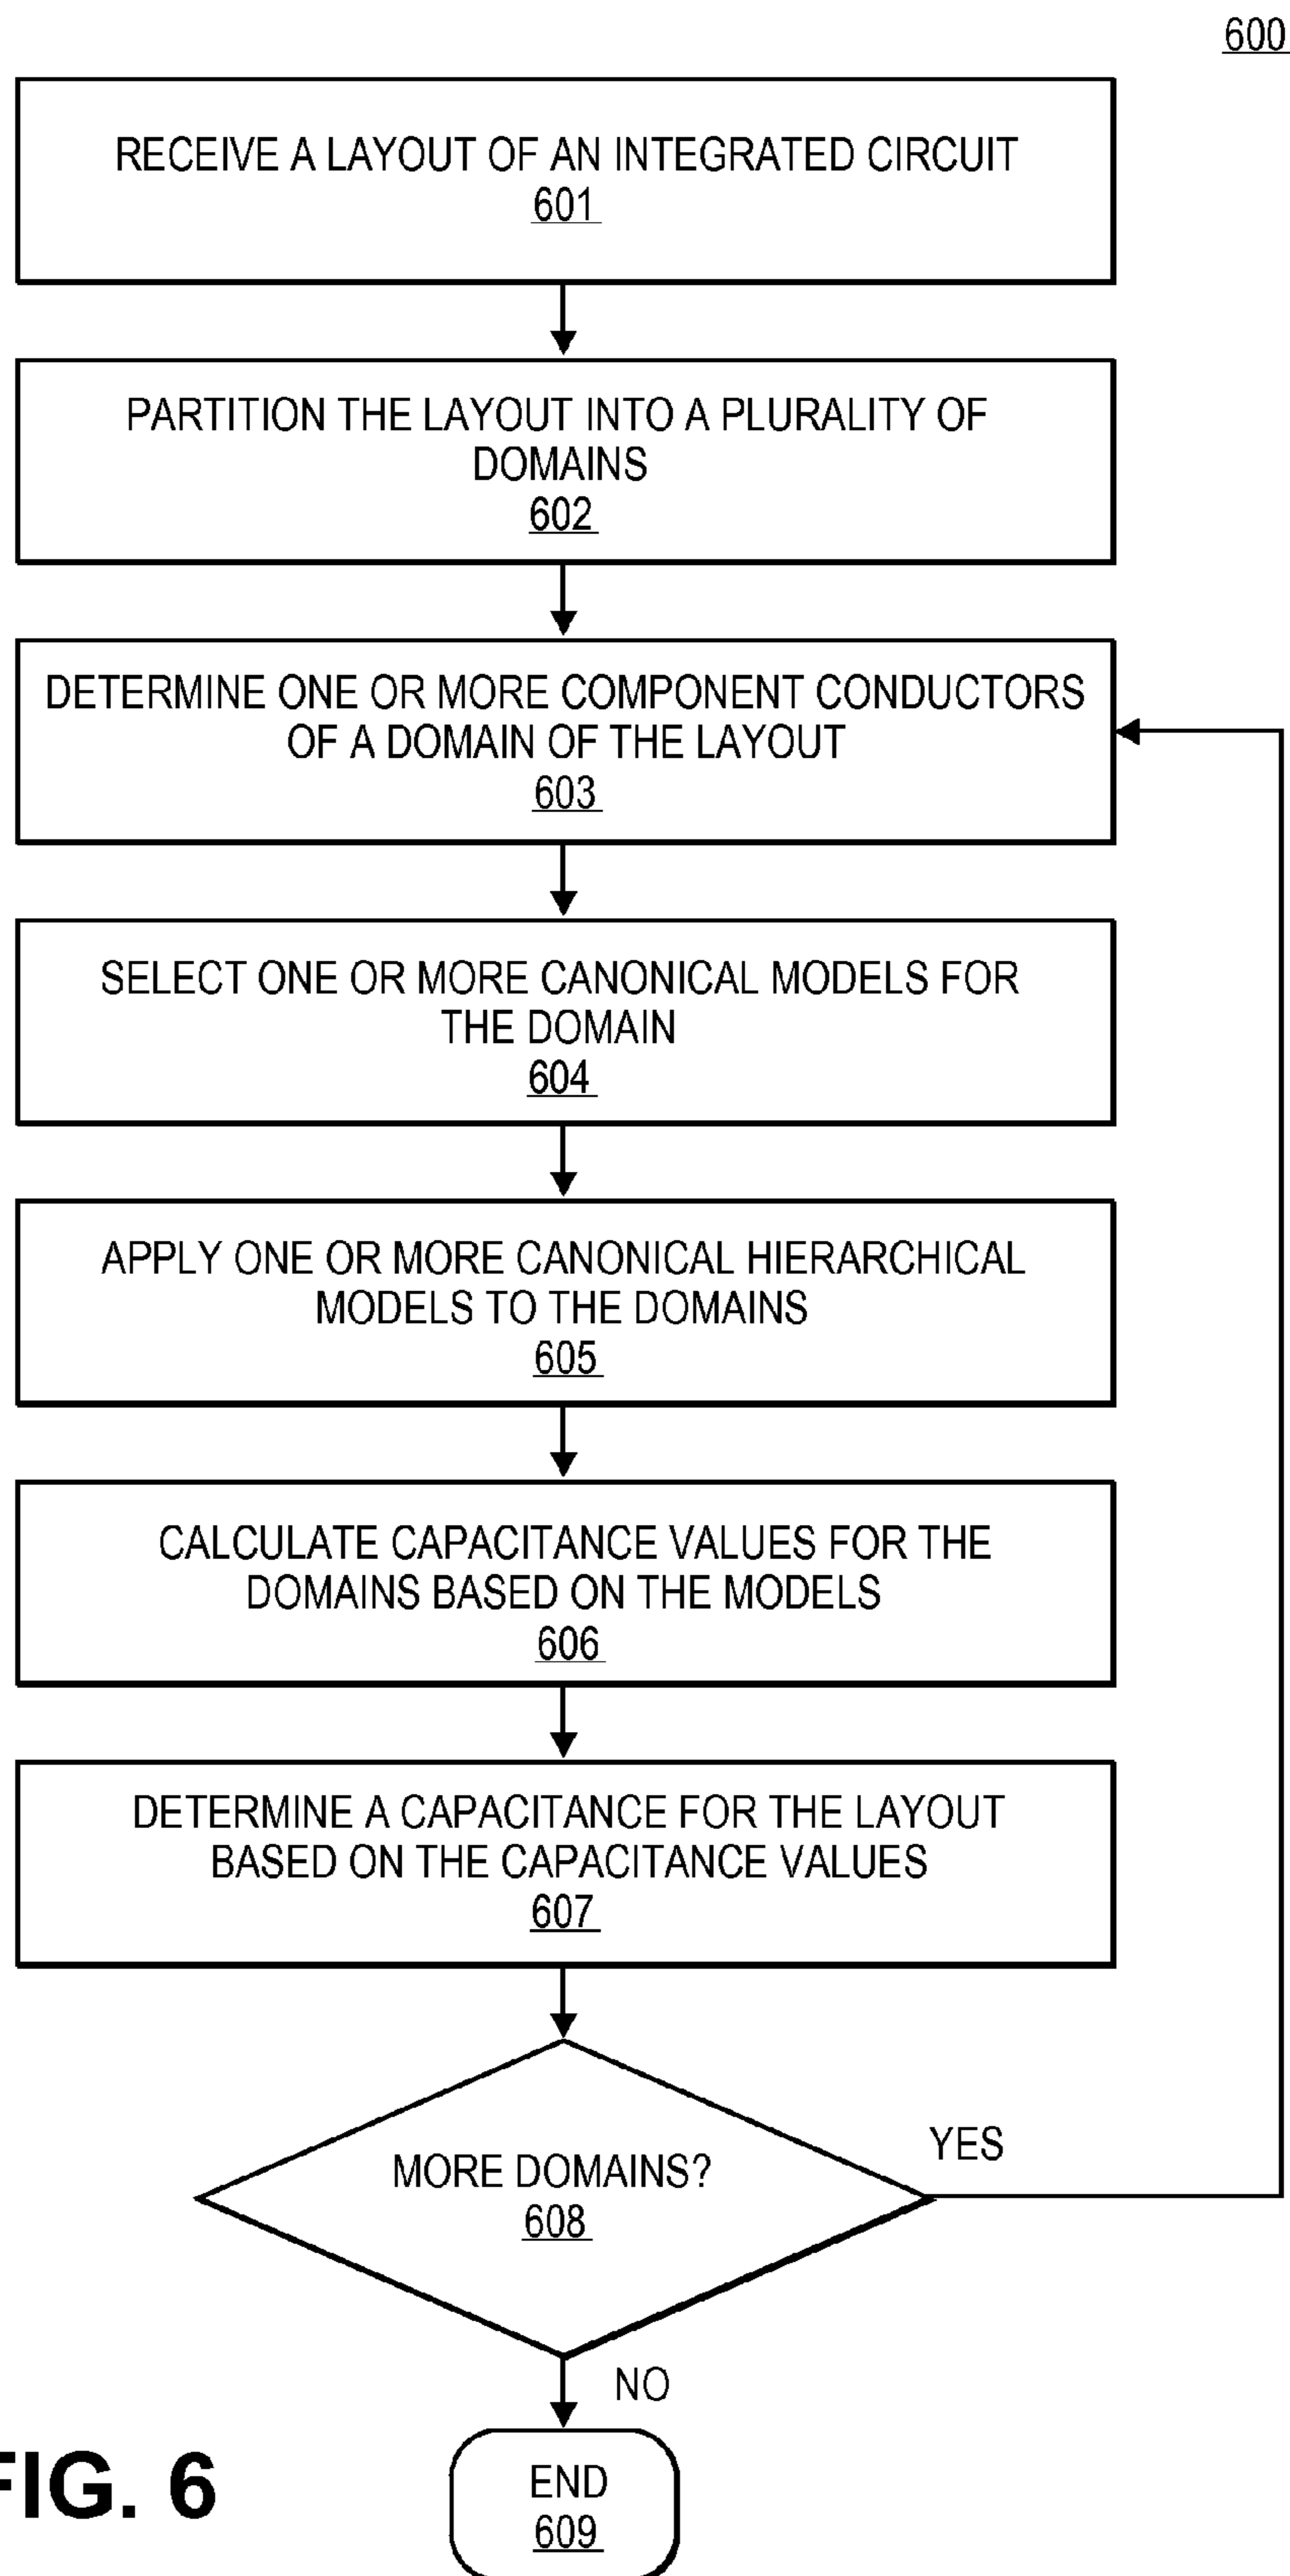 600
RECEIVE A LAYOUT OF AN INTEGRATED CIRCUIT
601
PARTITION THE LAYOUT INTO A PLURALITY OF
DOMAINS
602
DETERMINE ONE OR MORE COMPONENT CONDUCTORS
OF A DOMAIN OF THE LAYOUT
603
SELECT ONE OR MORE CANONICAL MODELS FOR
THE DOMAIN
604
APPLY ONE OR MORE CANONICAL HIERARCHICAL
MODELS TO THE DOMAINS
605
CALCULATE CAPACITANCE VALUES FOR THE
DOMAINS BASED ON THE MODELS
606
DETERMINE A CAPACITANCE FOR THE LAYOUT
BASED ON THE CAPACITANCE VALUES
607
YES
MORE DOMAINS?
608
NO
END
609
FIG. 6